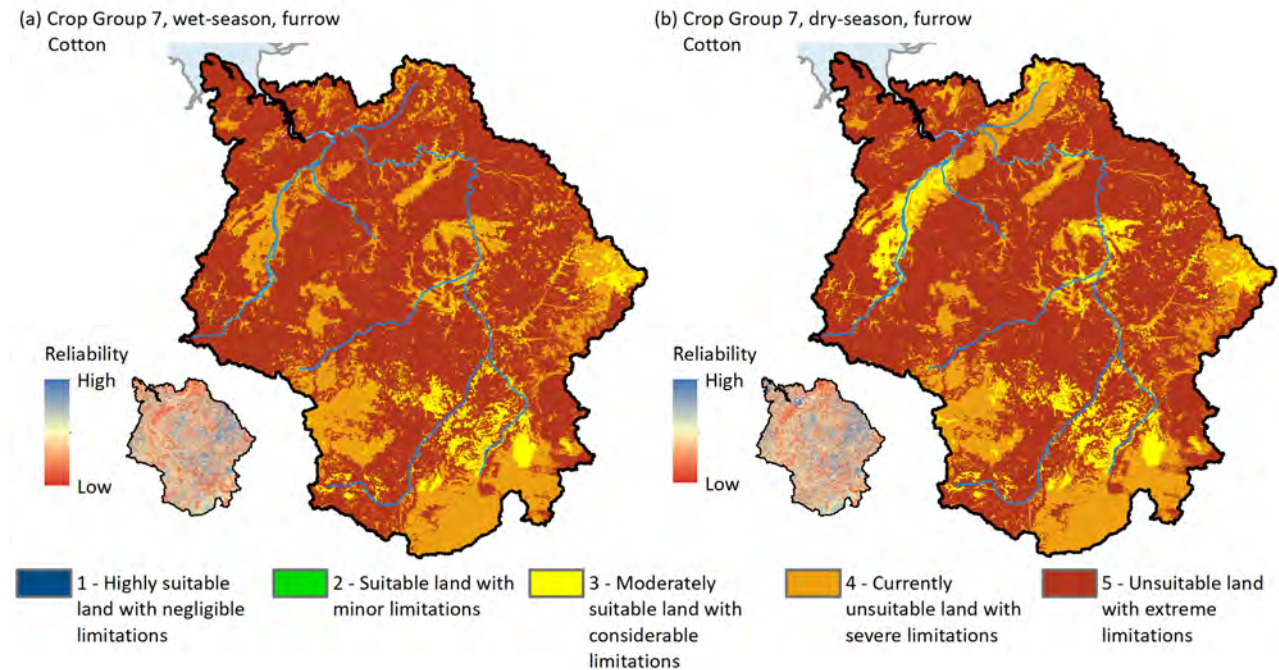 (a) Crop Group 7, wet-season, furrow
Cotton
(b) Crop Group 7, dry-season, furrow
Cotton
Reliability
High
Low
Reliability
High
Low
1 - Highly suitable
land with negligible
limitations
2 - Suitable land with
minor limitations
3 - Moderately
suitable land with
considerable
limitations
4 - Currently
unsuitable land with
severe limitations
5 - Unsuitable land
with extreme
limitations